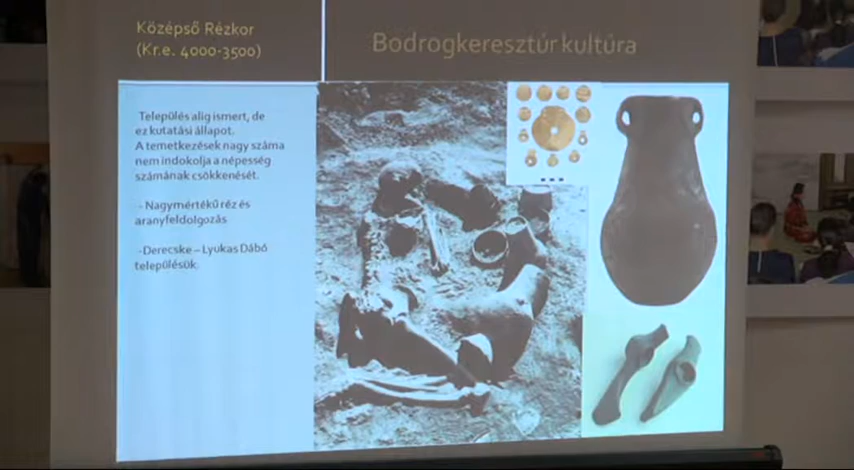 Középső Rézkor
(Kr.e. 4000-3500)
Bodrogkeresztúr kultúra
Település alig ismert, de
ez kutatási állapot.
A temetkezések nagy száma
nem indokolja a népesség
számának csökkenését.
- Nagymértékű réz és
aranyfeldolgozás
-Derecske – Lyukas Dábó
településük